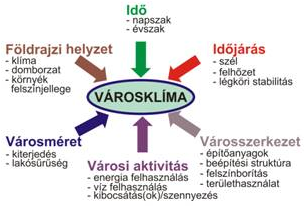 Idő
- napszak
- évszak
Földrajzi helyzet
- klíma
- domborzat
- környék
felszínjellege
Időjárás
- szél
- felhőzet
- légköri stabilitás
VÁROSKLÍMA
Városméret
- kiterjedés
- lakósűrűség
Városi aktivitás
- energia felhasználás
- víz felhasználás
- kibocsátás(ok)/szennyezés
Városszerkezet
- építőanyagok
- beépítési struktúra
- felszínborítás
- területhasználat